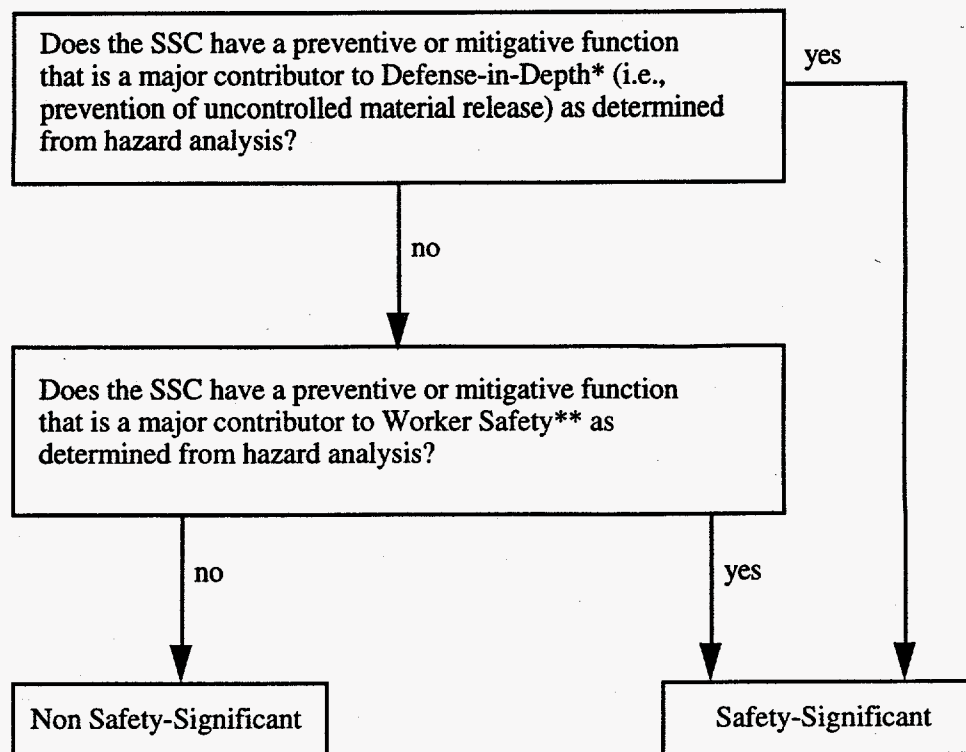 Does the SSC have a preventive or mitigative function
that is a major contributor to Defense-in-Depth* (i.e.,
prevention of uncontrolled material release) as determined
from hazard analysis?
yes
no
Does the SSC have a preventive or mitigative function
that is a major contributor to Worker Safety** as
determined from hazard analysis?
no
yes
Non Safety-Significant
Safety-Significant